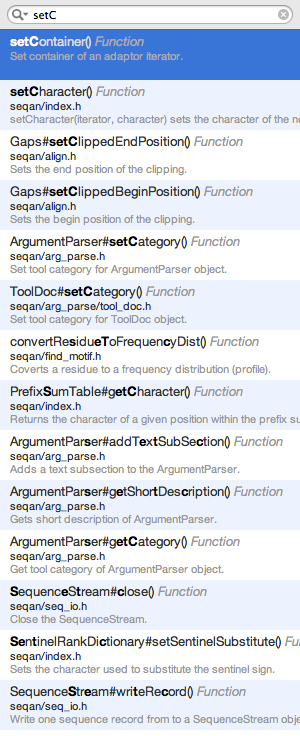 setC
setContainer() Function
Set container of an adaptor iterator.
setCharacter() Function
seqan/index.h
setCharacter(iterator, character) sets the character of the ne
Gaps#setClippedEndPosition() Function
seqan/align.h
Sets the end position of the clipping.
Gaps#setClippedBeginPosition() Function
seqan/align.h
Sets the begin position of the clipping.
ArgumentParser#setCategory() Function
seqan/arg_parse.h
Set tool category for ArgumentParser object.
ToolDoc#setCategory() Function
seqan/arg_parse/tool_doc.h
Set tool category for ToolDoc object.
convertResidueToFrequencyDist() Function
seqan/find_motif.h
Coverts a residue to a frequency distribution (profile).
PrefixSumTable#getCharacter() Function
seqan/index.h
Returns the character of a given position within the prefix su
ArgumentParser#addTextSubSection() Function
seqan/arg_parse.h
Adds a text subsection to the ArgumentParser.
ArgumentParser#getShortDescription() Function
seqan/arg_parse.h
Gets short description of ArgumentParser.
ArgumentParser#getCategory() Function
seqan/arg_parse.h
Get tool category of ArgumentParser object.
SequenceStream#close() Function
seqan/seq_io.h
Close the SequenceStream.
SentinelRankDictionary#setSentinelSubstitute() Func
seqan/index.h
Sets the character used to substitute the sentinel sign.
SequenceStream#writeRecord() Function
seqan/seq_io.h
Write one sequence record from to a SequenceStream obje